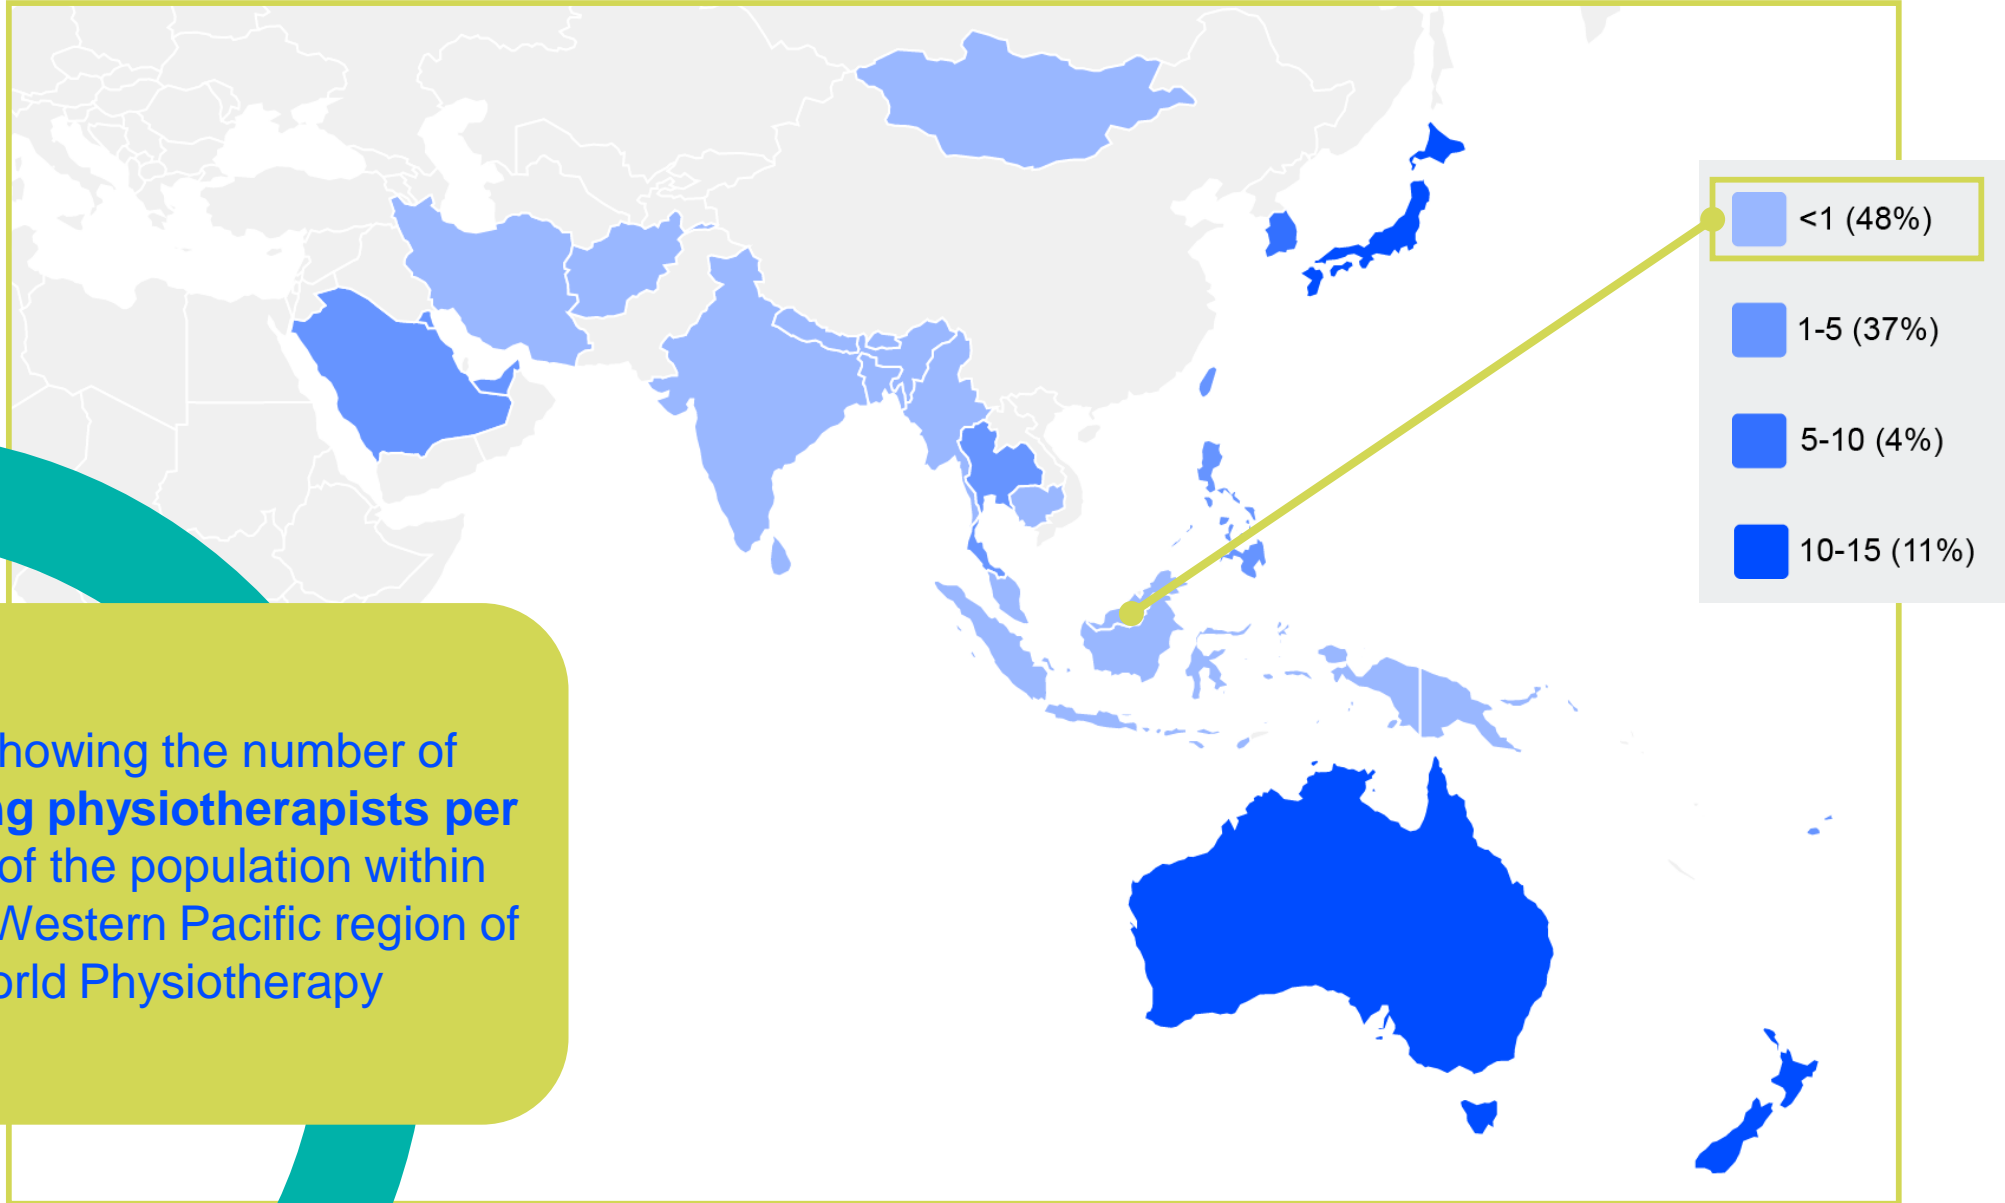 <1 (48%)
1-5 (37%)
5-10 (4%)
10-15 (11%)
howing the number of
ng physiotherapists per
of the population within
Western Pacific region of
orld Physiotherapy